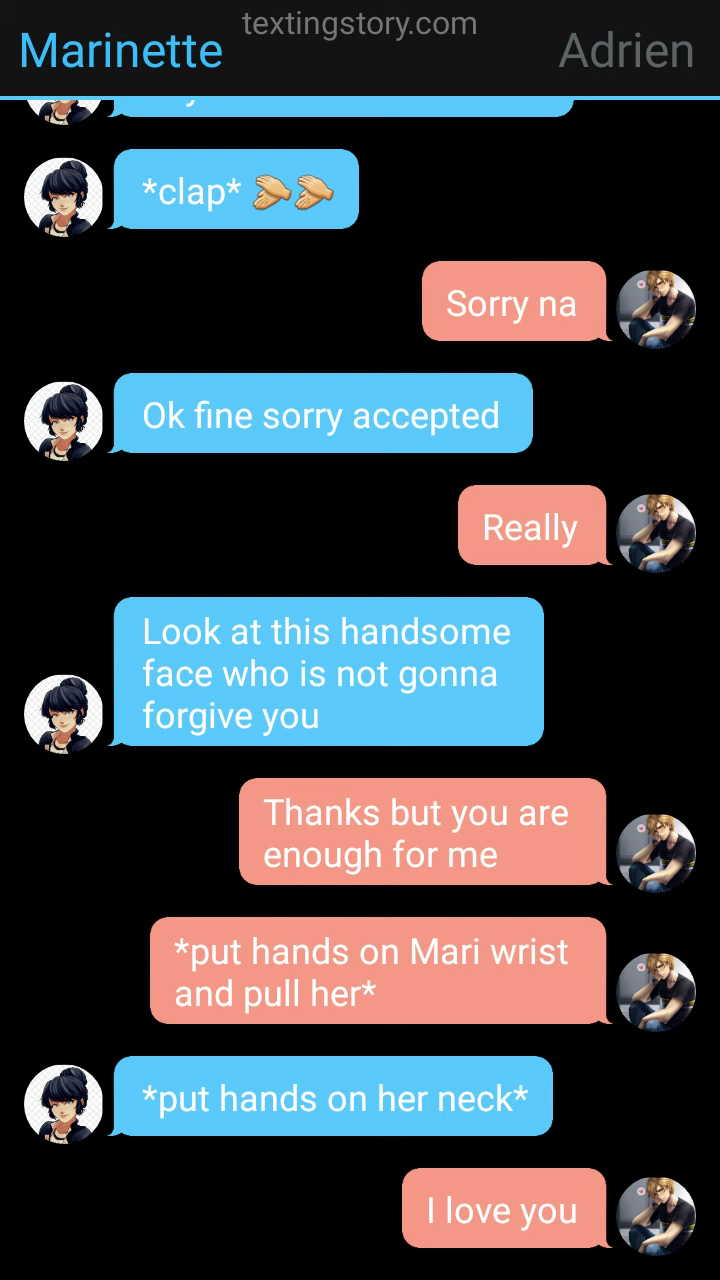 textingstory.com
Marinette
Adrien
*clap* 👏👏
Sorry na
Ok fine sorry accepted
Really
Look at this handsome
face who is not gonna
forgive you
Thanks but you are
enough for me
*put hands on Mari wrist
and pull her*
*put hands on her neck*
I love you